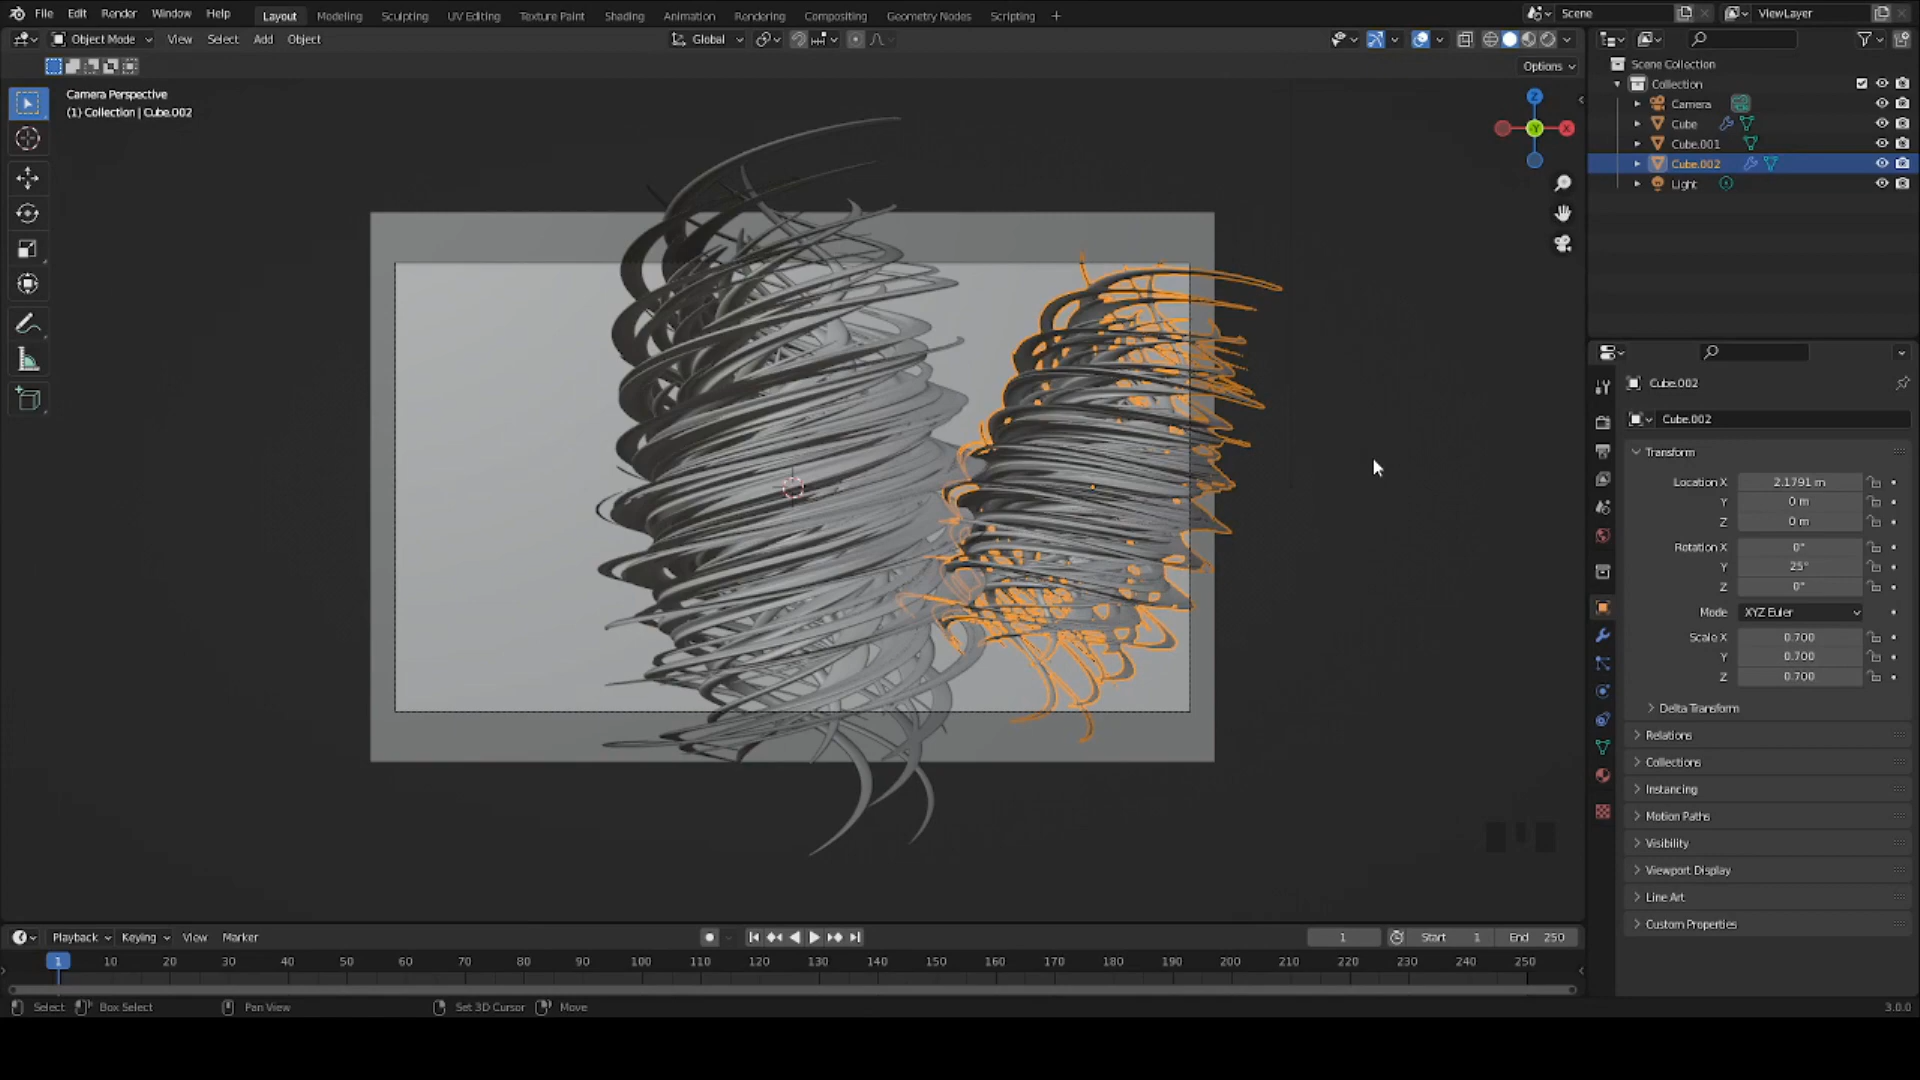 File Edit Render Window Help Layout Modeling Sculpting UV Editing Texture Paint Shading Animation Rendering Compositing Geometry Nodes Scripting + Scene ViewLayer
Object Mode View Select Add Object Global
Options
Camera Perspective
(1) Collection | Cube.002
Z
X
-Y
Scene Collection
Collection
Camera
Cube
Cube.001
Cube.002
Light
Cube.002
Cube.002
Transform
Location X 2.1791 m
Y 0 m
Z 0 m
Rotation X 0°
Y 25°
Z 0°
Mode XYZ Euler
Scale X 0.700
Y 0.700
Z 0.700
Delta Transform
Relations
Collections
Instancing
Motion Paths
Visibility
Viewport Display
Line Art
Custom Properties
Playback Keying View Marker 1 Start 1 End 250
1 10 20 30 40 50 60 70 80 90 100 110 120 130 140 150 160 170 180 190 200 210 220 230 240 250
Select Box Select Pan View Set 3D Cursor Move 3.0.0